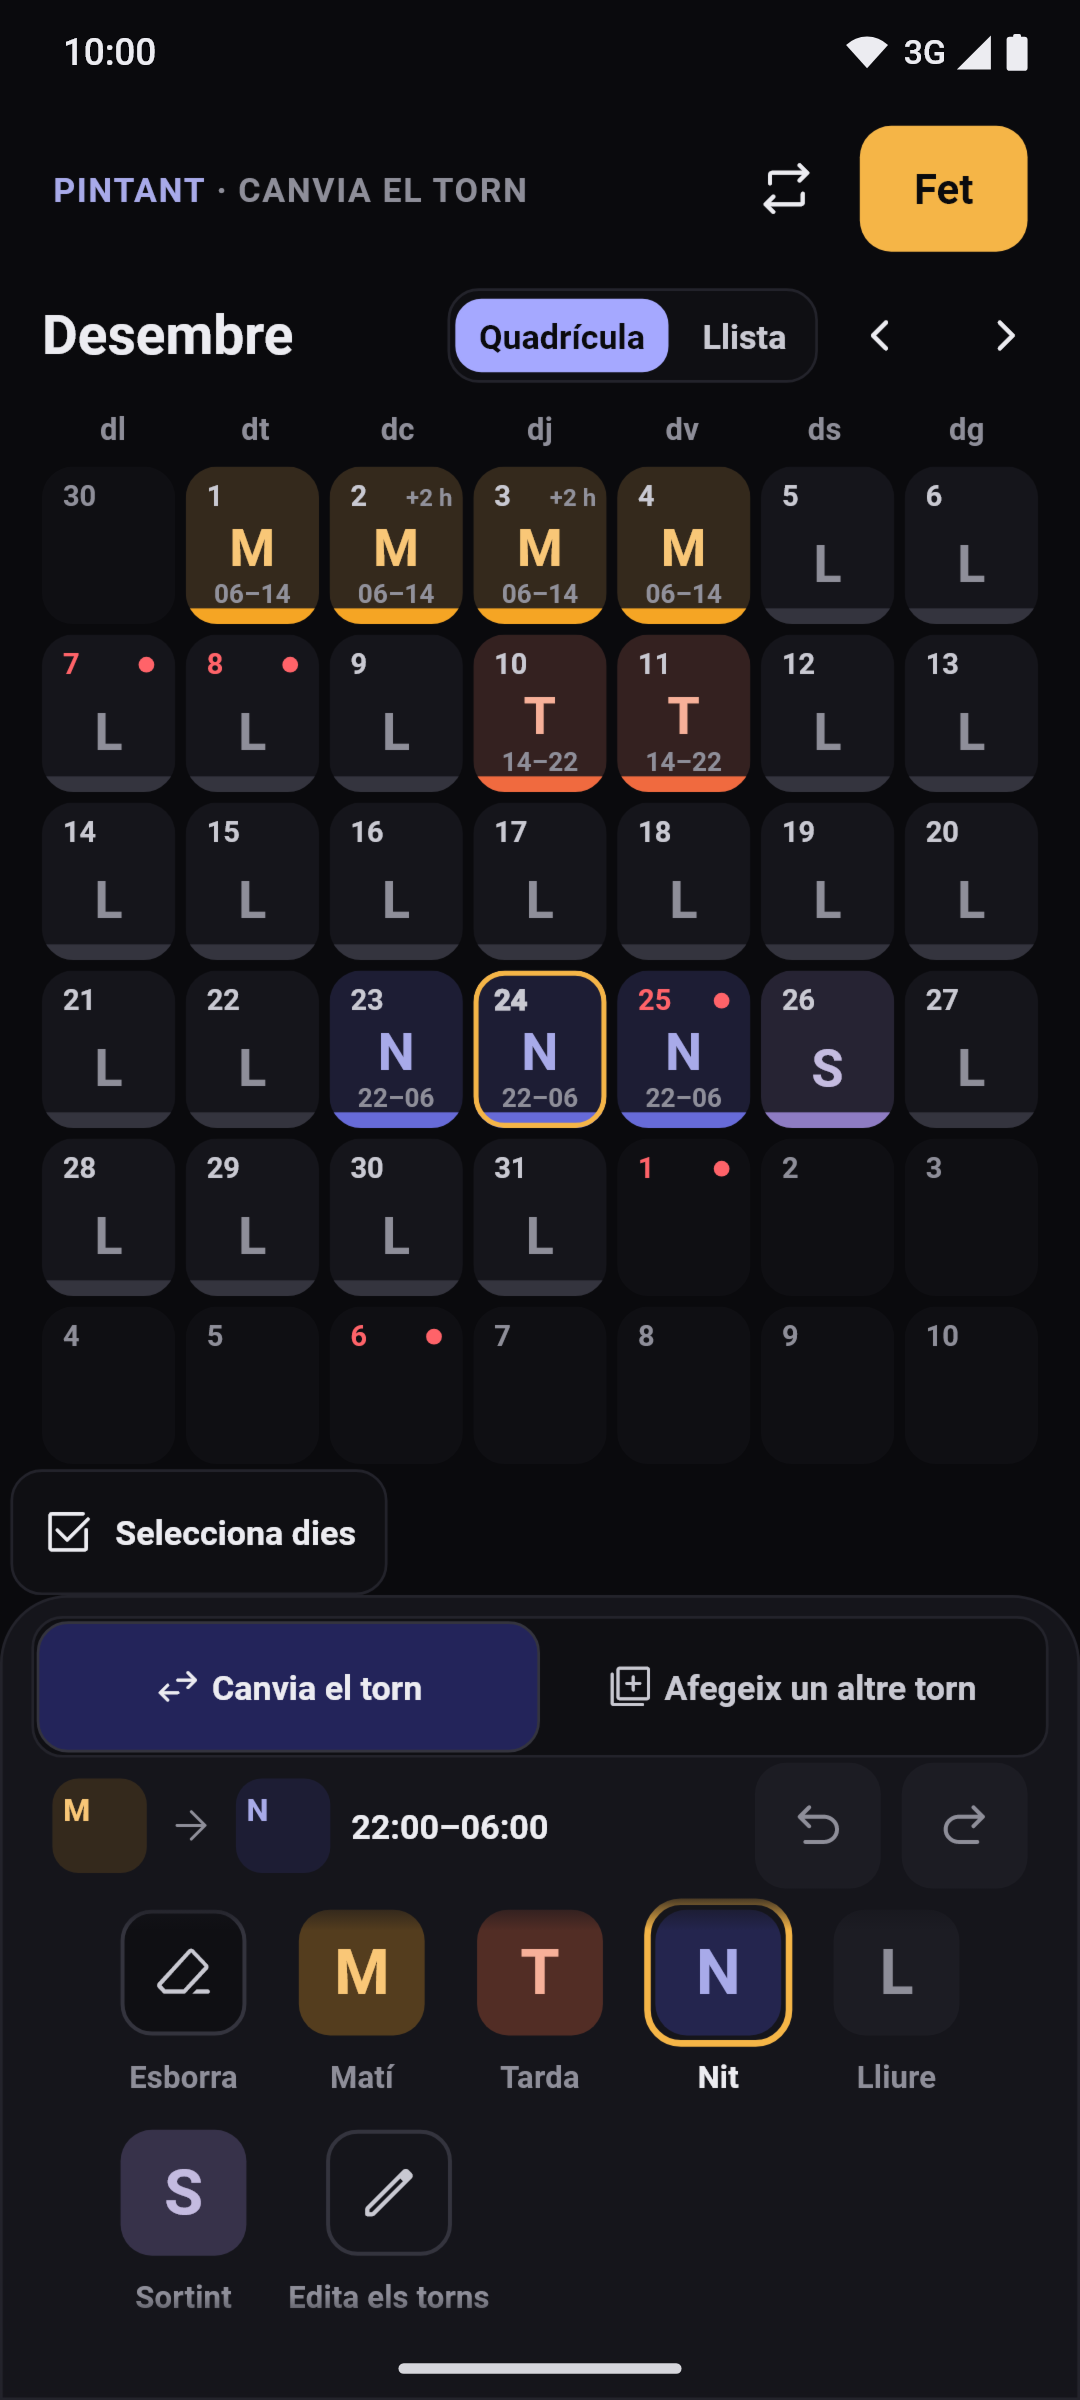 10:00 3G
PINTANT · CANVIA EL TORN
Fet
Desembre
Quadrícula Llista
dl dt dc dj dv ds dg
30 1 2 +2 h 3 +2 h 4 5 6
M M M M L L
06–14 06–14 06–14 06–14
7 8 9 10 11 12 13
L L L T T L L
14–22 14–22
14 15 16 17 18 19 20
L L L L L L L
21 22 23 24 25 26 27
L L N N N S L
22–06 22–06 22–06
28 29 30 31 1 2 3
L L L L
4 5 6 7 8 9 10
Selecciona dies
Canvia el torn Afegeix un altre torn
M N 22:00–06:00
M T N L
Esborra Matí Tarda Nit Lliure
S
Sortint Edita els torns